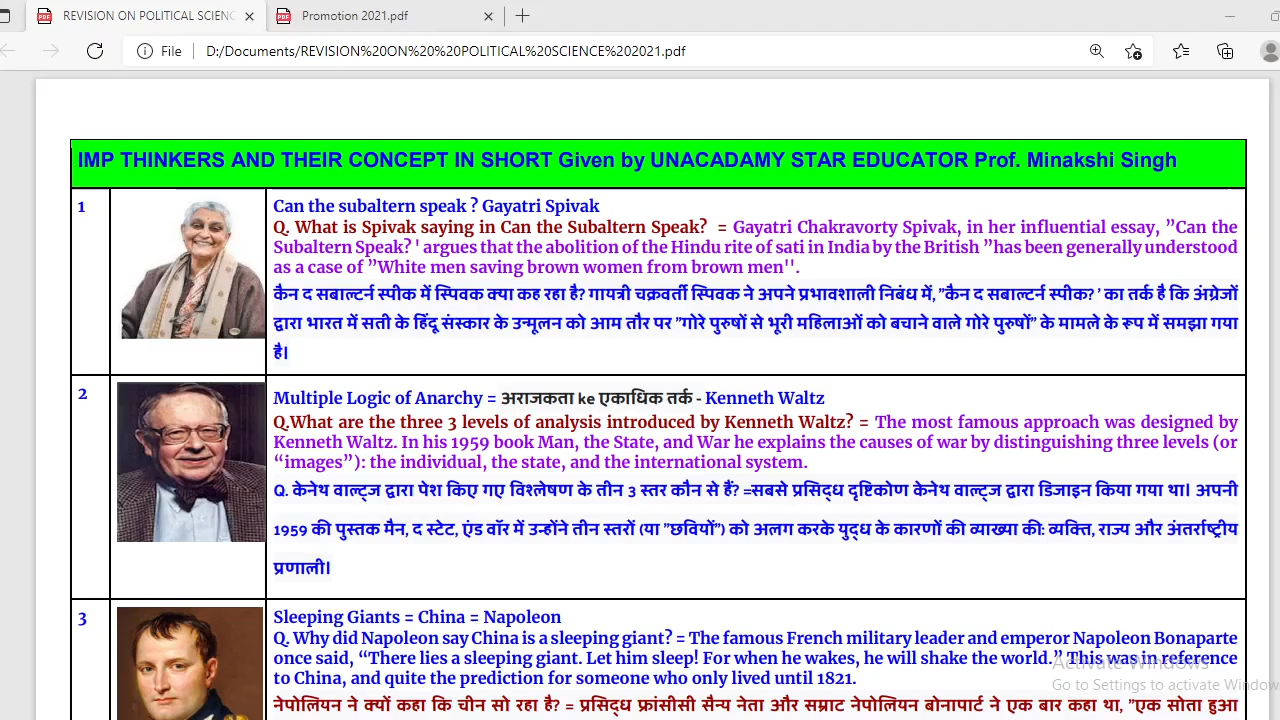 REVISION ON POLITICAL SCIENC
Promotion 2021.pdf
File
D:/Documents/REVISION%20ON%20%20POLITICAL%20SCIENCE%202021.pdf
IMP THINKERS AND THEIR CONCEPT IN SHORT Given by UNACADAMY STAR EDUCATOR Prof. Minakshi Singh
1
Can the subaltern speak ? Gayatri Spivak
Q. What is Spivak saying in Can the Subaltern Speak? = Gayatri Chakravorty Spivak, in her influential essay, ”Can the
Subaltern Speak? ' argues that the abolition of the Hindu rite of sati in India by the British ”has been generally understood
as a case of ”White men saving brown women from brown men''.
कैन द सबाल्टर्न स्पीक में स्पिवक क्या कह रहा है? गायत्री चक्रवर्ती स्पिवक ने अपने प्रभावशाली निबंध में, ”कैन द सबाल्टर्न स्पीक? ’ का तर्क है कि अंग्रेजों
द्वारा भारत में सती के हिंदू संस्कार के उन्मूलन को आम तौर पर ”गोरे पुरुषों से भूरी महिलाओं को बचाने वाले गोरे पुरुषों” के मामले के रूप में समझा गया
है।
2
Multiple Logic of Anarchy = अराजकता ke एकाधिक तर्क - Kenneth Waltz
Q.What are the three 3 levels of analysis introduced by Kenneth Waltz? = The most famous approach was designed by
Kenneth Waltz. In his 1959 book Man, the State, and War he explains the causes of war by distinguishing three levels (or
“images”): the individual, the state, and the international system.
Q. केनेथ वाल्ट्ज द्वारा पेश किए गए विश्लेषण के तीन 3 स्तर कौन से हैं? =सबसे प्रसिद्ध दृष्टिकोण केनेथ वाल्ट्ज द्वारा डिजाइन किया गया था। अपनी
1959 की पुस्तक मैन, द स्टेट, एंड वॉर में उन्होंने तीन स्तरों (या ”छवियों”) को अलग करके युद्ध के कारणों की व्याख्या की: व्यक्ति, राज्य और अंतर्राष्ट्रीय
प्रणाली।
3
Sleeping Giants = China = Napoleon
Q. Why did Napoleon say China is a sleeping giant? = The famous French military leader and emperor Napoleon Bonaparte
once said, “There lies a sleeping giant. Let him sleep! For when he wakes, he will shake the world.” This was in reference
to China, and quite the prediction for someone who only lived until 1821.
नेपोलियन ने क्यों कहा कि चीन सो रहा है? = प्रसिद्ध फ्रांसीसी सैन्य नेता और सम्राट नेपोलियन बोनापार्ट ने एक बार कहा था, ”एक सोता हुआ
Activate Windows
Go to Settings to activate Window